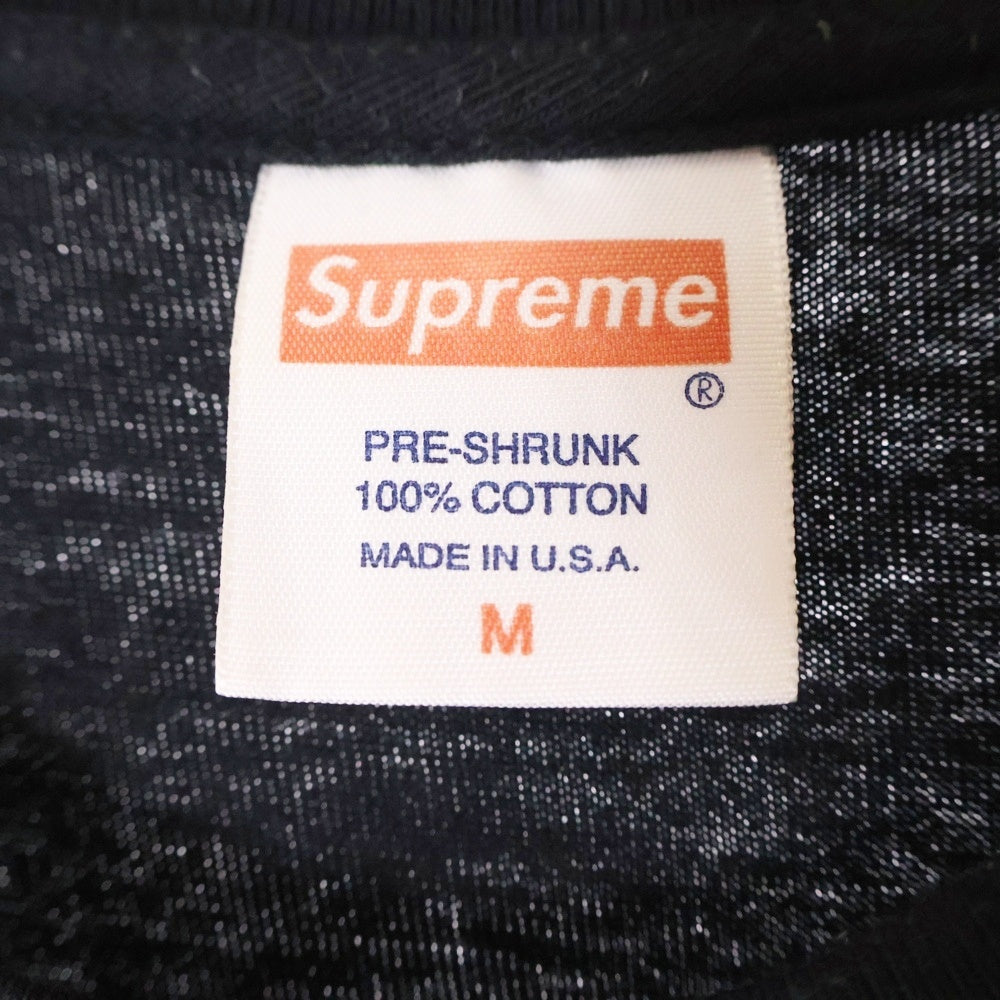 Supreme
®
PRE-SHRUNK
100% COTTON
MADE IN U.S.A.
M